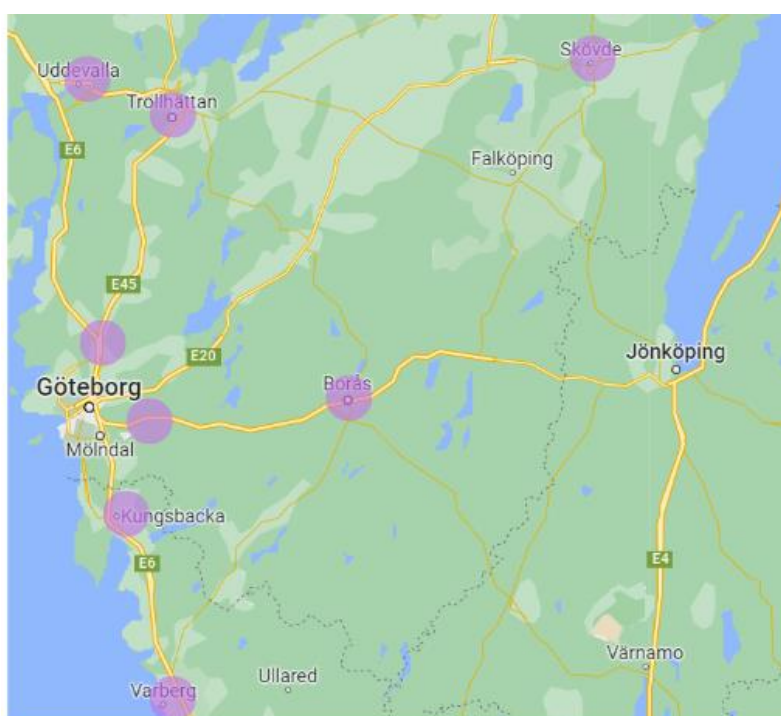 Skövde
Uddevalla
Trollhättan
E6
Falköping
E45
E20
Jönköping
Göteborg
Borås
Mölndal
Kungsbacka
E6
E4
Värnamo
Ullared
Varberg